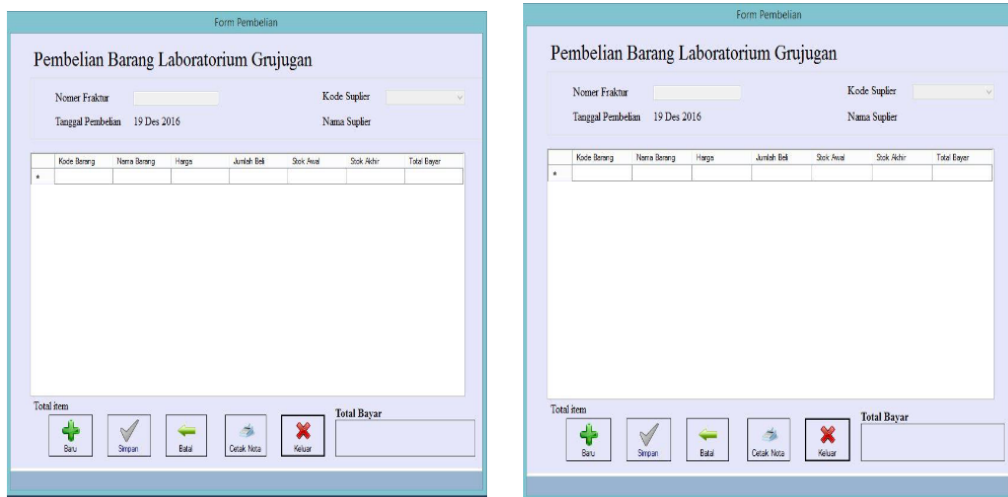 Form Pembelian
Pembelian Barang Laboratorium Grujugan
Nomer Fraktur Kode Suplier
Tanggal Pembelian 19 Des 2016 Nama Suplier
Kode Barang Nama Barang Harga Jumlah Beli Stok Awal Stok Akhir Total Bayer
Total item
Baru Simpan Batal Cetak Nota Keluar Total Bayar
Form Pembelian
Pembelian Barang Laboratorium Grujugan
Nomer Fraktur Kode Suplier
Tanggal Pembelian 19 Des 2016 Nama Suplier
Kode Barang Nama Barang Harga Jumlah Beli Stok Awal Stok Akhir Total Bayer
Total item
Baru Simpan Batal Cetak Nota Keluar Total Bayar